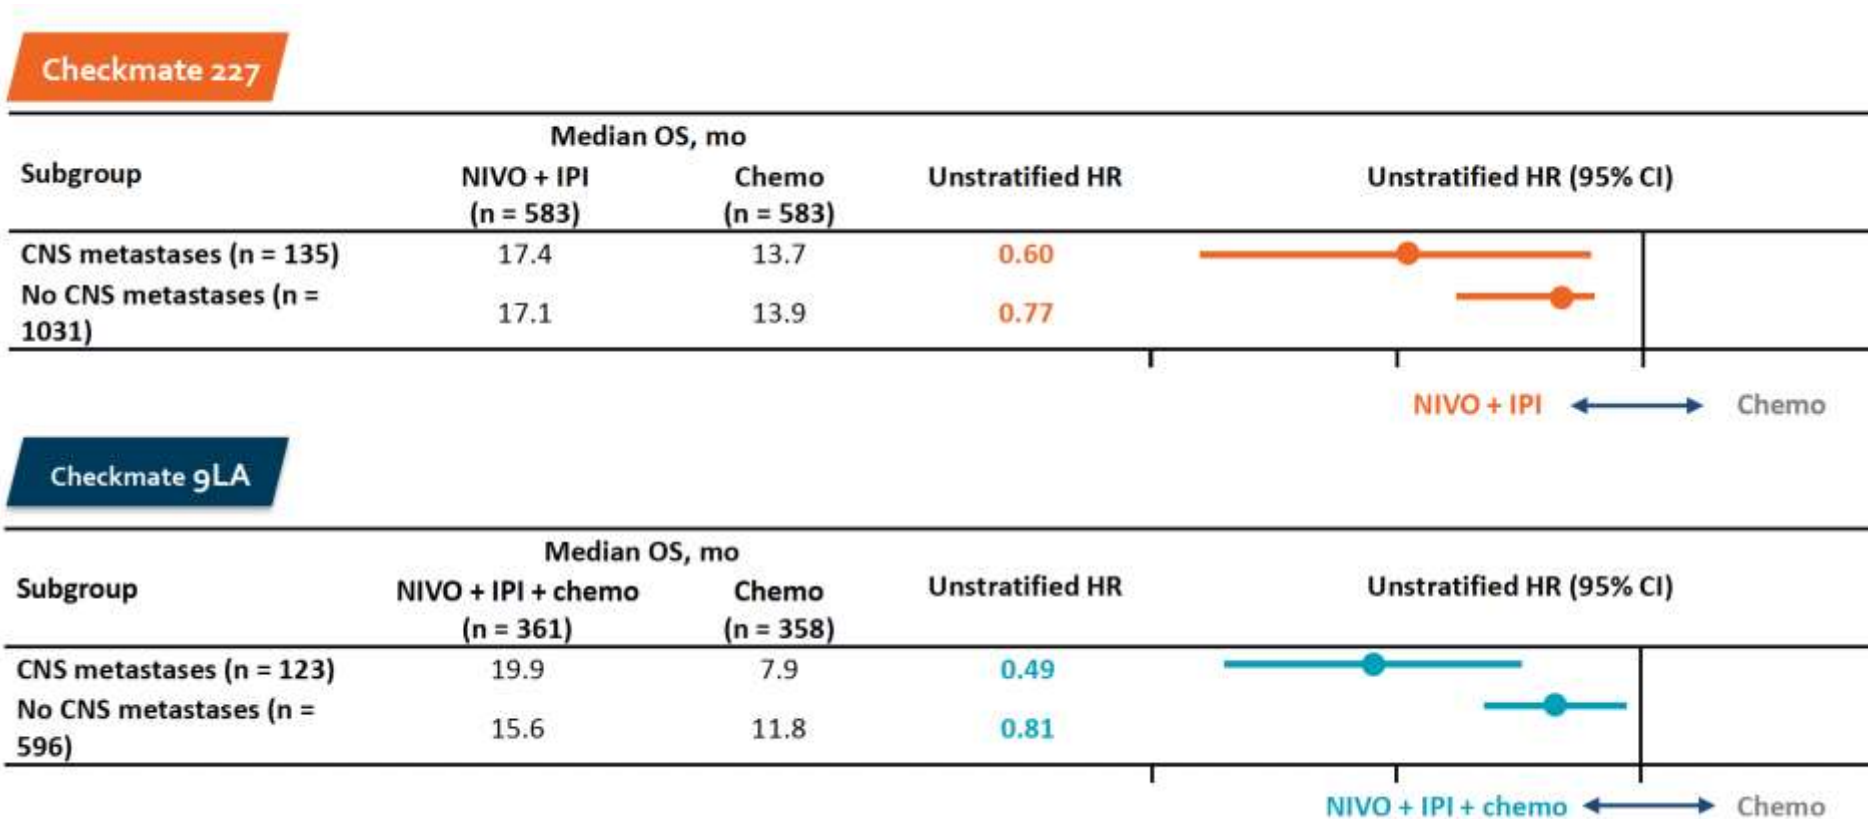 Checkmate 227
Median OS, mo
Subgroup NIVO + IPI Chemo Unstratified HR Unstratified HR (95% CI)
(n = 583) (n = 583)
CNS metastases (n = 135) 17.4 13.7 0.60
No CNS metastases (n =
1031) 17.1 13.9 0.77
NIVO + IPI Chemo
Checkmate 9LA
Median OS, mo
Subgroup NIVO + IPI + chemo Chemo Unstratified HR Unstratified HR (95% CI)
(n = 361) (n = 358)
CNS metastases (n = 123) 19.9 7.9 0.49
No CNS metastases (n =
596) 15.6 11.8 0.81
NIVO + IPI + chemo Chemo